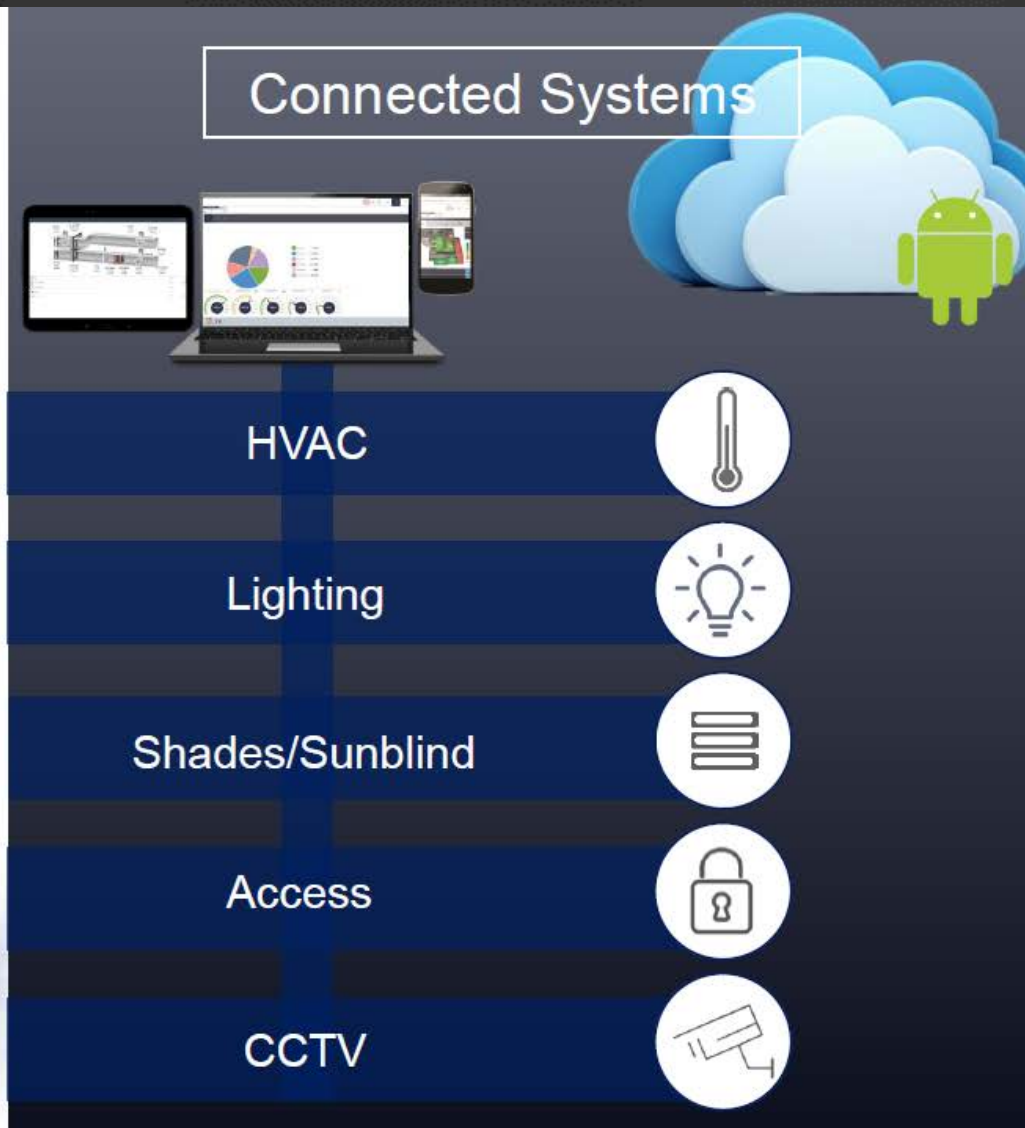 Connected Systems
HVAC
Lighting
Shades/Sunblind
Access
CCTV